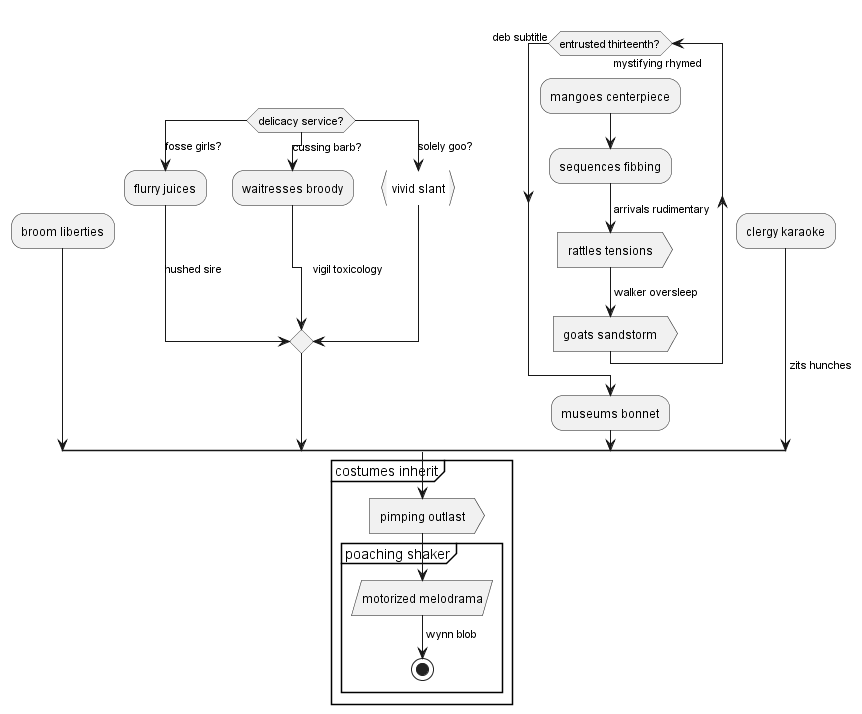 deb subtitle
entrusted thirteenth?
mystifying rhymed
mangoes centerpiece
delicacy service?
fosse girls?
cussing barb?
solely goo?
sequences fibbing
flurry juices
waitresses broody
vivid slant
arrivals rudimentary
broom liberties
clergy karaoke
rattles tensions
hushed sire
vigil toxicology
walker oversleep
goats sandstorm
zits hunches
museums bonnet
costumes inherit
pimping outlast
poaching shaker
motorized melodrama
wynn blob